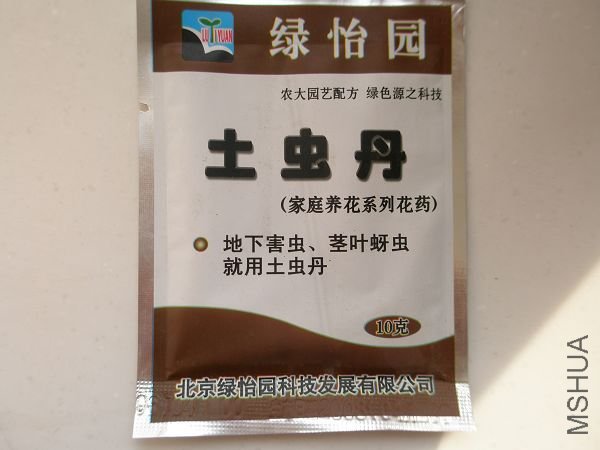 LU YIYUAN
绿怡园
农大园艺配方 绿色源之科技
土虫丹
(家庭养花系列花药)
地下害虫、茎叶蚜虫
就用土虫丹
10克
北京绿怡园科技发展有限公司
MSHUA